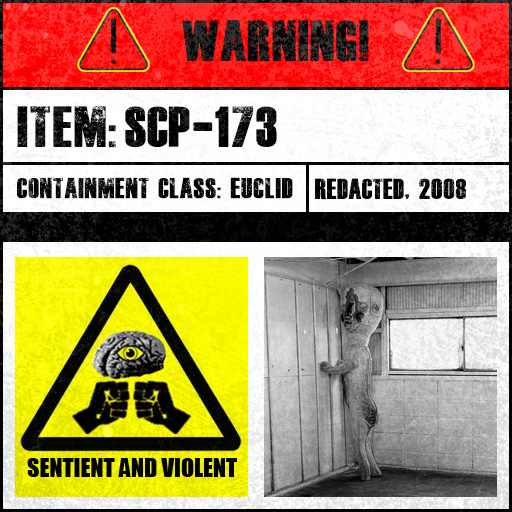 WARNING!
ITEM: SCP-173
CONTAINMENT CLASS: EUCLID
REDACTED, 2008
SENTIENT AND VIOLENT